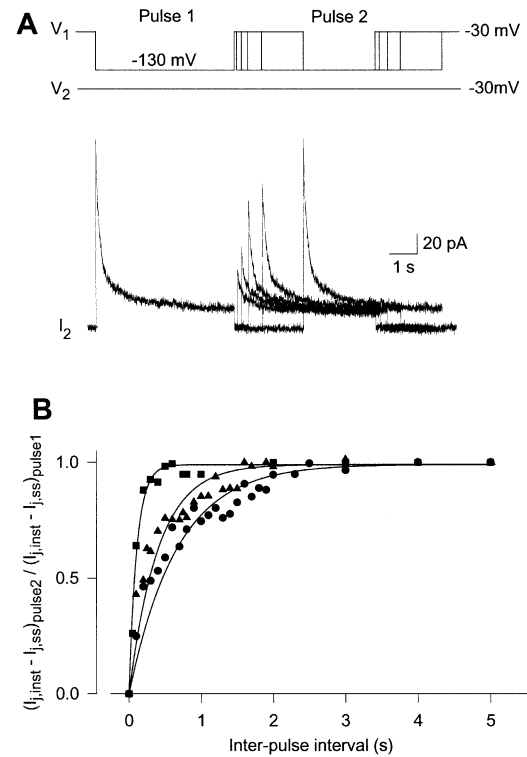 A
Pulse 1
Pulse 2
V1
-30 mV
-130 mV
V2
-30mV
20 pA
1 s
I2
B
(Ij,inst - Ij,ss)pulse2 / (Ij,inst - Ij,ss)pulse1
1.0
0.5
0.0
0 1 2 3 4 5
Inter-pulse interval (s)